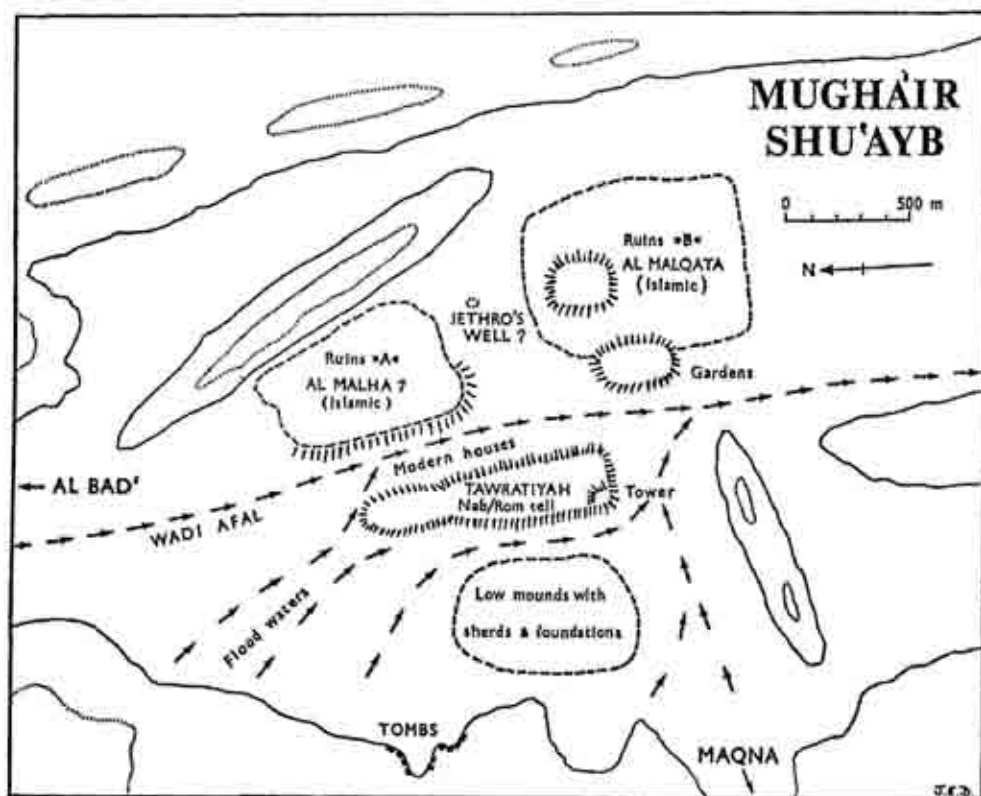 MUGHA'IR
SHU'AYB
0 500 m
N
Ruins "B"
AL MALQATA
(Islamic)
JETHRO'S
WELL ?
Ruins "A"
AL MALHA ?
(Islamic)
Gardens
Modern houses
AL BAD'
TAWRATIYAH
Nab/Rom tell
Tower
WADI AFAL
Flood waters
Low mounds with
sherds & foundations
TOMBS
MAQNA